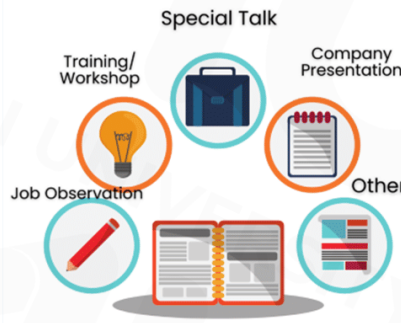 Special Talk
Training/
Workshop
Company
Presentation
Job Observation
Other